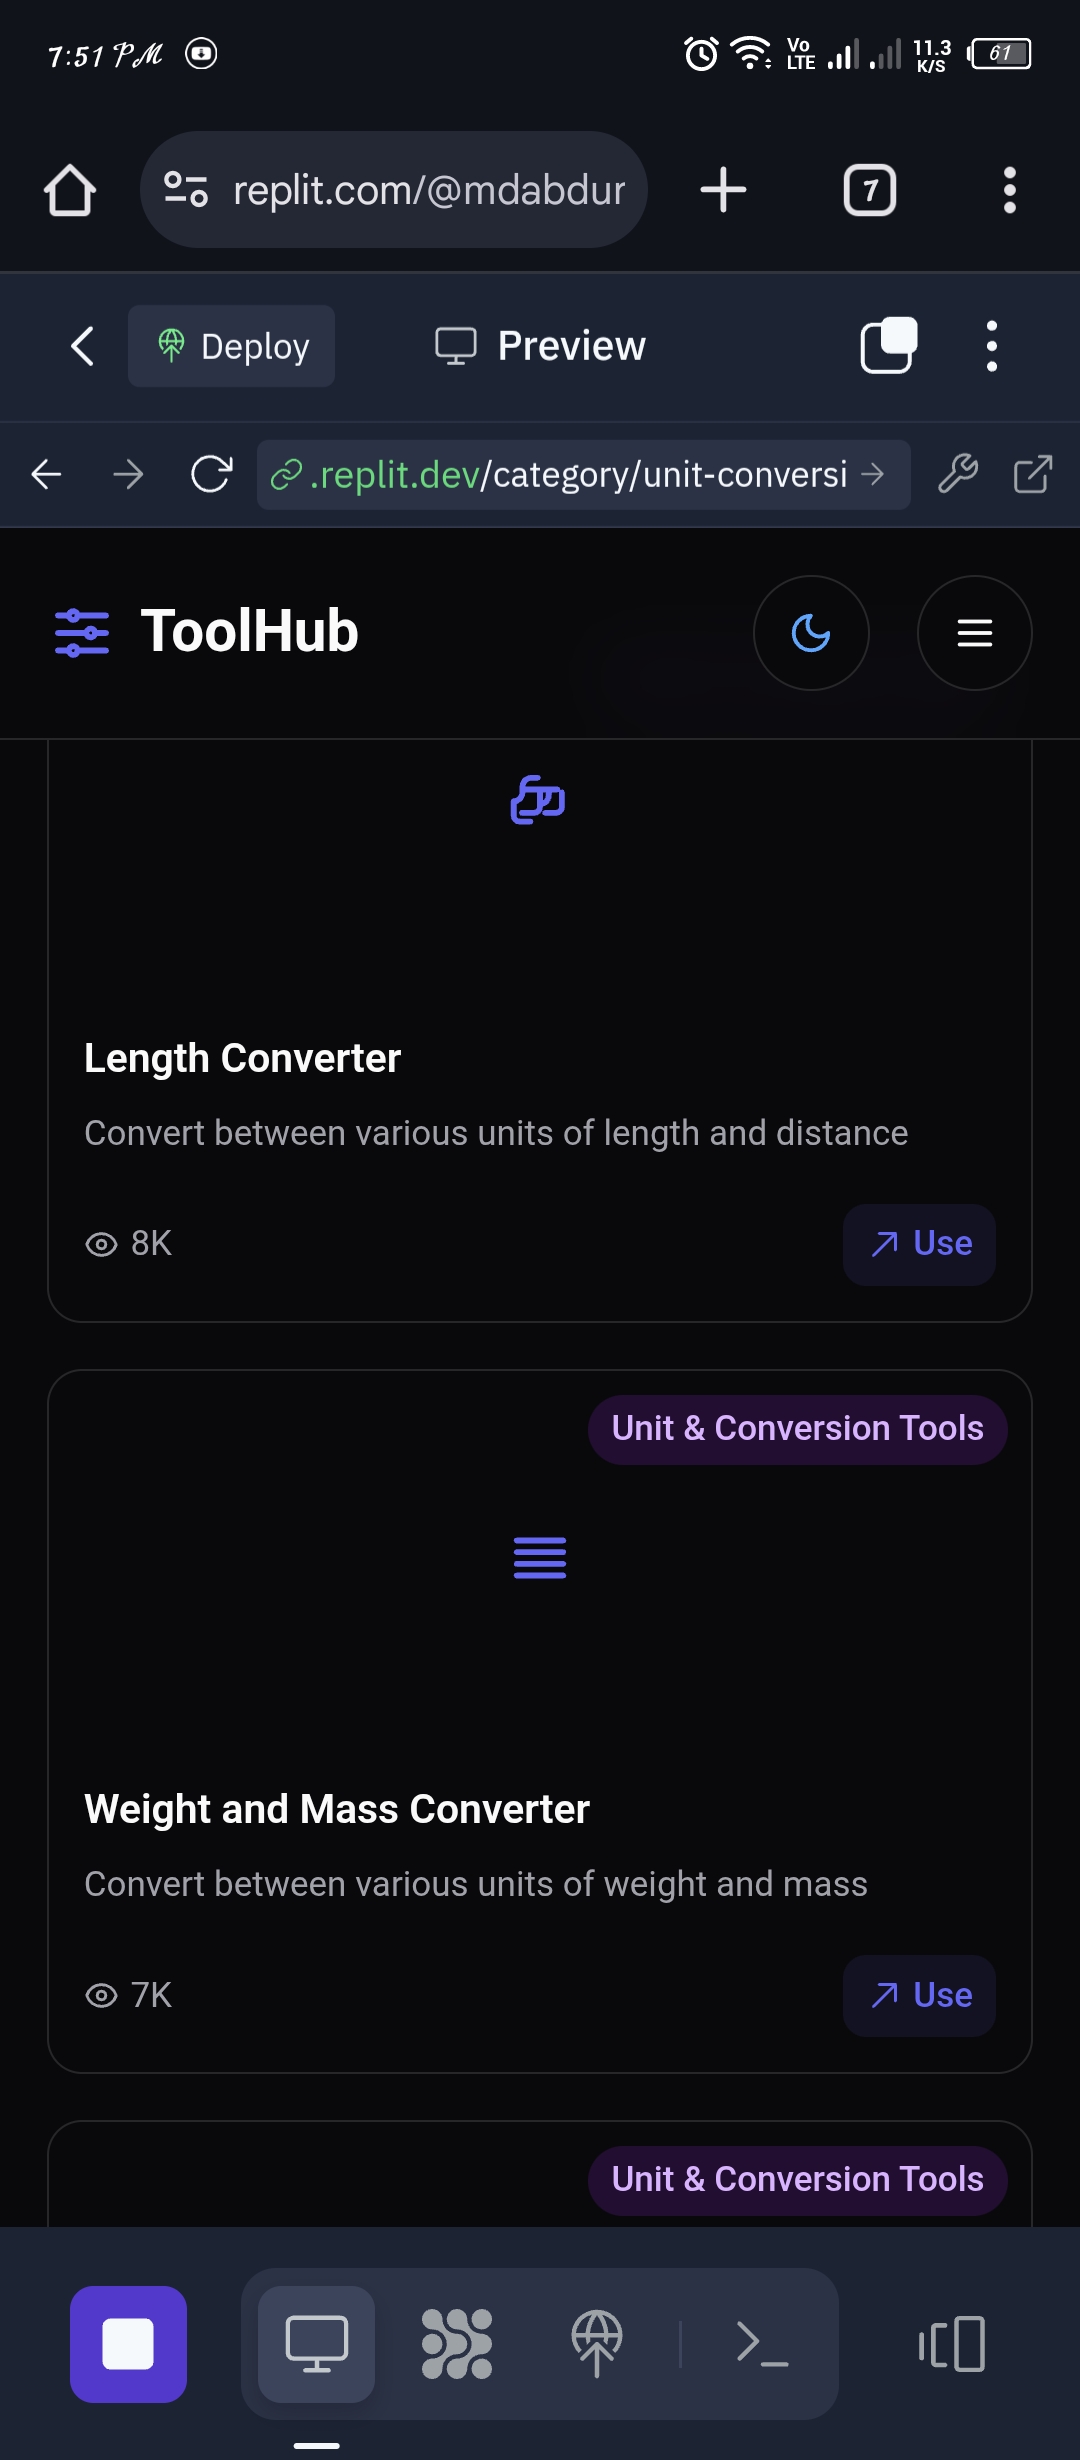 7:51 PM
Vo
LTE
11.3
K/S
61
replit.com/@mdabdur
7
Deploy
Preview
.replit.dev/category/unit-conversi
ToolHub
Length Converter
Convert between various units of length and distance
8K
Use
Unit & Conversion Tools
Weight and Mass Converter
Convert between various units of weight and mass
7K
Use
Unit & Conversion Tools